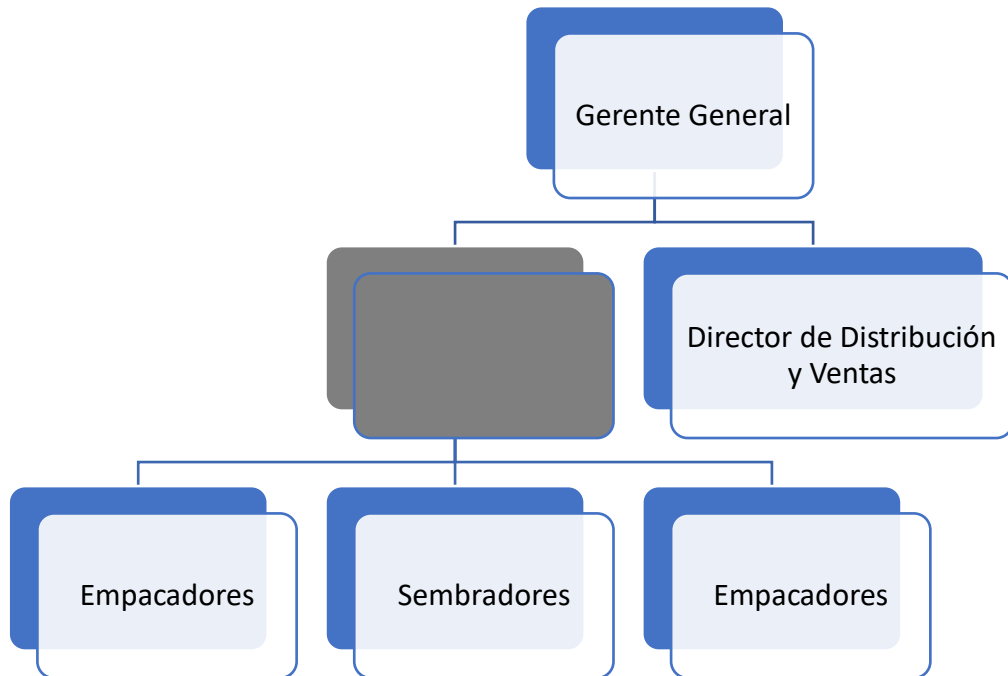 Gerente General
Director de Distribución
y Ventas
Empacadores
Sembradores
Empacadores